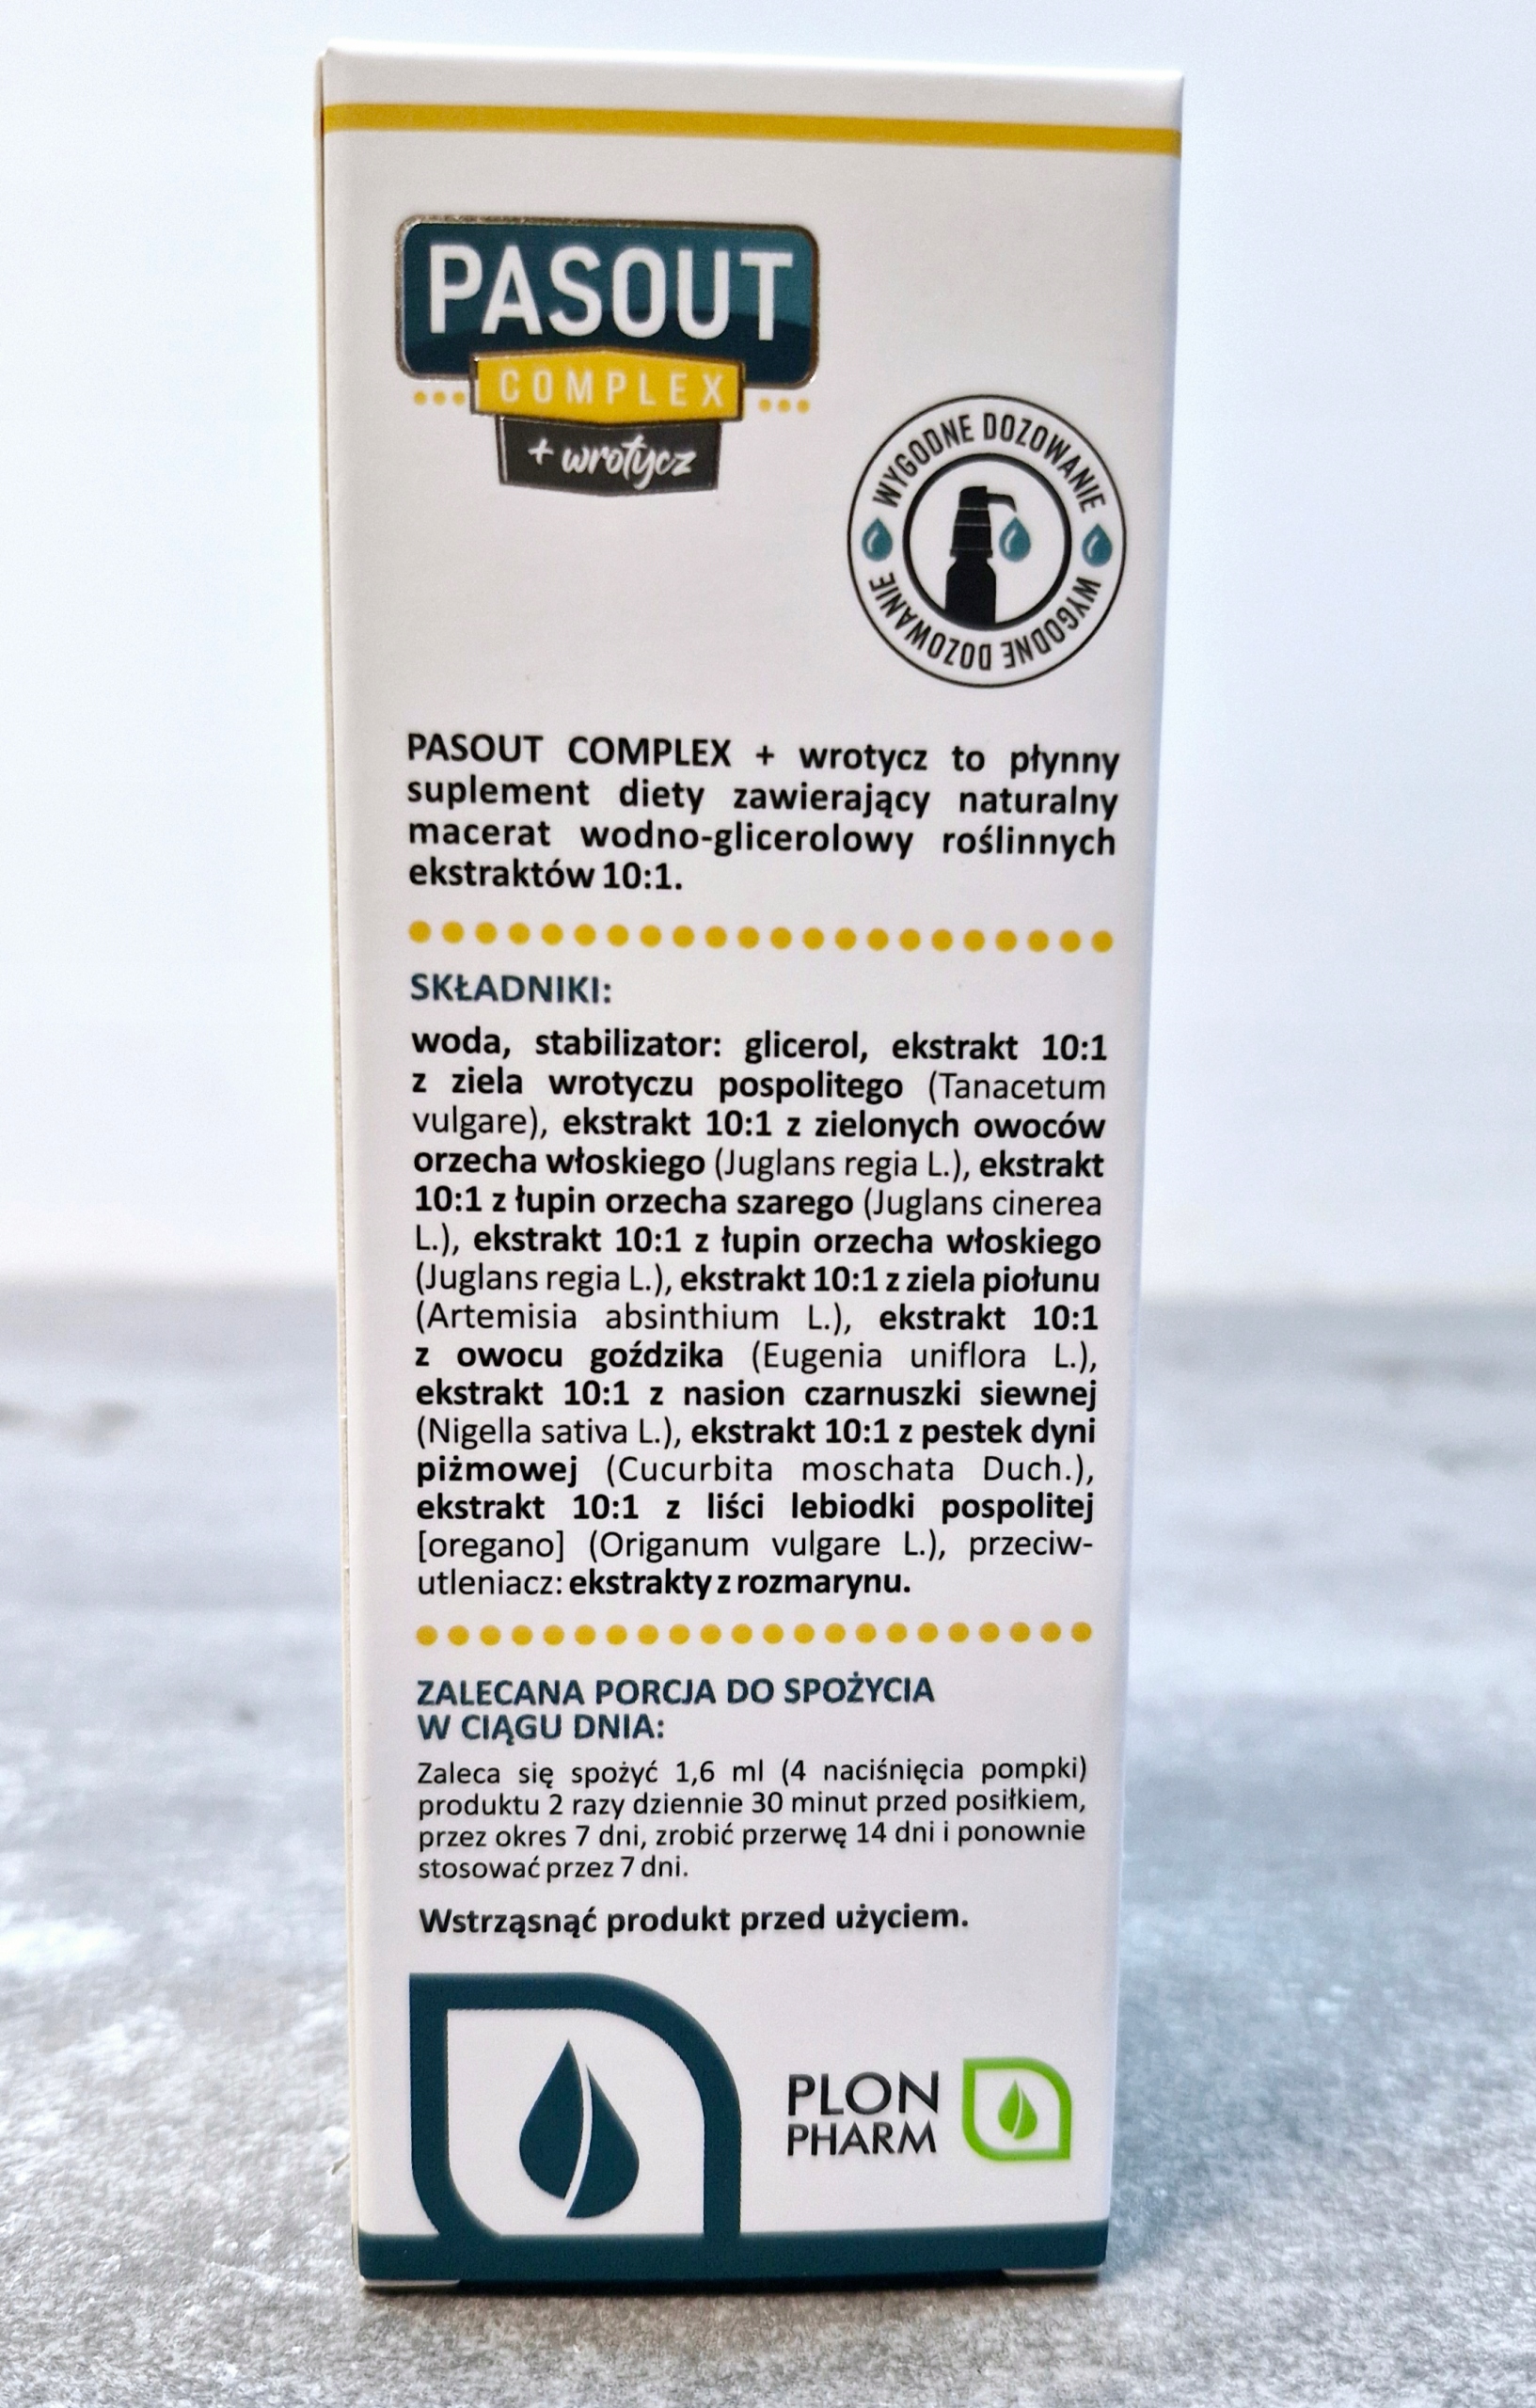 PASOUT
COMPLEX
+ wrotycz
WYGODNE DOZOWANIE
WYGODNE DOZOWANIE
PASOUT COMPLEX + wrotycz to płynny
suplement diety zawierający naturalny
macerat wodno-glicerolowy roślinnych
ekstraktów 10:1.
SKŁADNIKI:
woda, stabilizator: glicerol, ekstrakt 10:1
z ziela wrotyczu pospolitego (Tanacetum
vulgare), ekstrakt 10:1 z zielonych owoców
orzecha włoskiego (Juglans regia L.), ekstrakt
10:1 z łupin orzecha szarego (Juglans cinerea
L.), ekstrakt 10:1 z łupin orzecha włoskiego
(Juglans regia L.), ekstrakt 10:1 z ziela piołunu
(Artemisia absinthium L.), ekstrakt 10:1
z owocu goździka (Eugenia uniflora L.),
ekstrakt 10:1 z nasion czarnuszki siewnej
(Nigella sativa L.), ekstrakt 10:1 z pestek dyni
piżmowej (Cucurbita moschata Duch.),
ekstrakt 10:1 z liści lebiodki pospolitej
[oregano] (Origanum vulgare L.), przeciw-
utleniacz: ekstrakty z rozmarynu.
ZALECANA PORCJA DO SPOŻYCIA
W CIĄGU DNIA:
Zaleca się spożyć 1,6 ml (4 naciśnięcia pompki)
produktu 2 razy dziennie 30 minut przed posiłkiem,
przez okres 7 dni, zrobić przerwę 14 dni i ponownie
stosować przez 7 dni.
Wstrząsnąć produkt przed użyciem.
PLON
PHARM